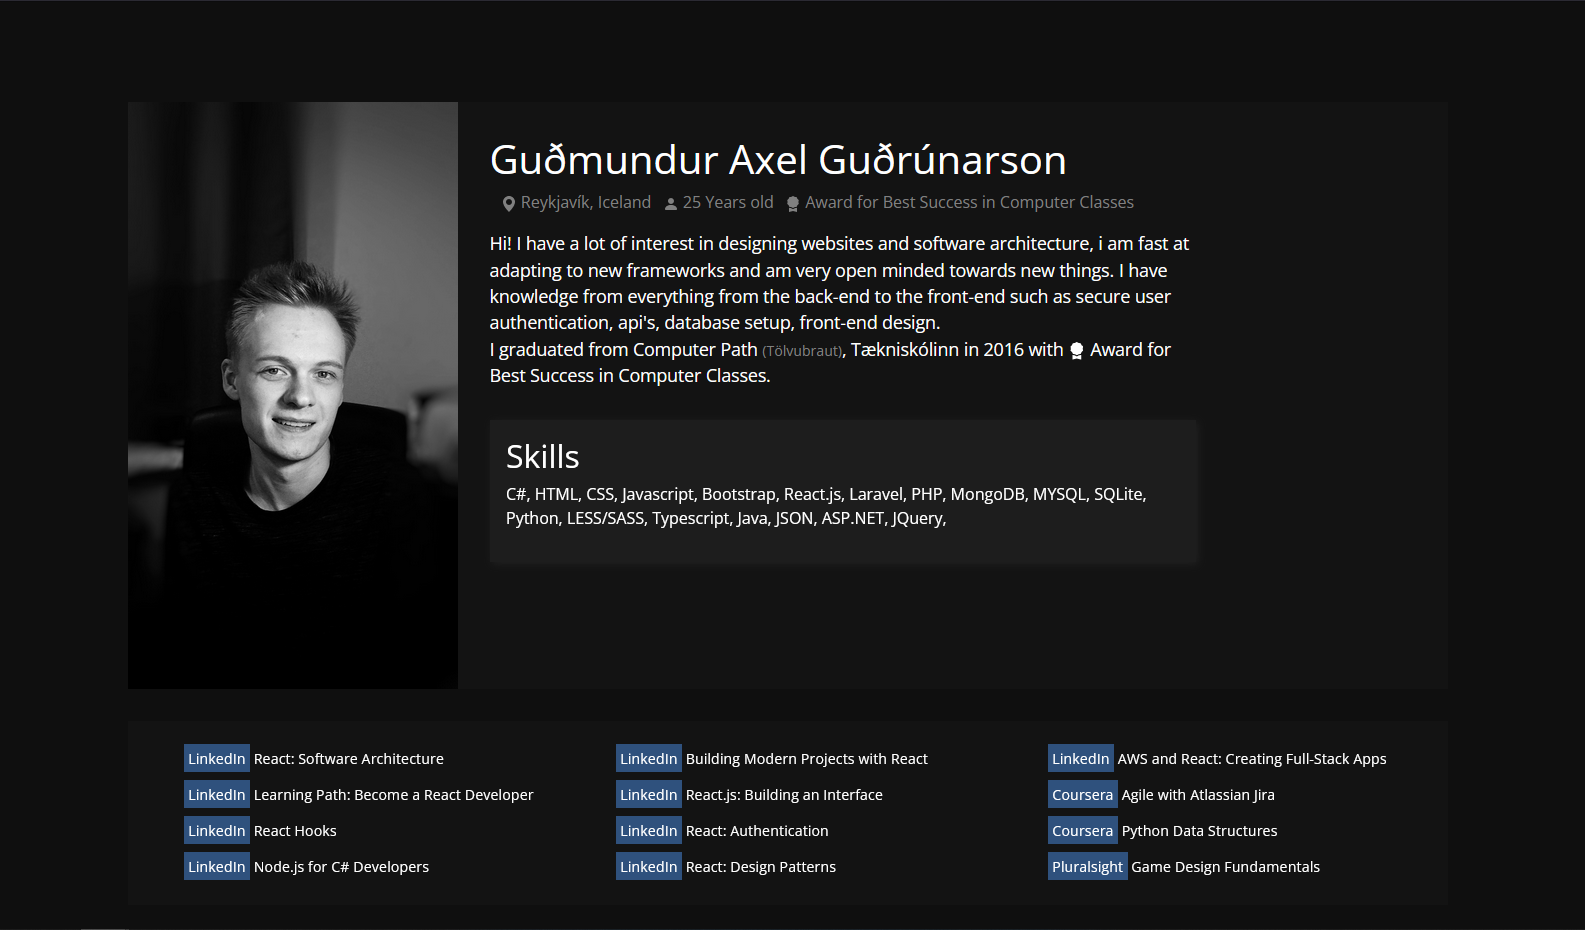 Guðmundur Axel Guðrúnarson
Reykjavík, Iceland 25 Years old Award for Best Success in Computer Classes
Hi! I have a lot of interest in designing websites and software architecture, i am fast at
adapting to new frameworks and am very open minded towards new things. I have
knowledge from everything from the back-end to the front-end such as secure user
authentication, api's, database setup, front-end design.
I graduated from Computer Path (Tölvubraut), Tækniskólinn in 2016 with Award for
Best Success in Computer Classes.
Skills
C#, HTML, CSS, Javascript, Bootstrap, React.js, Laravel, PHP, MongoDB, MYSQL, SQLite,
Python, LESS/SASS, Typescript, Java, JSON, ASP.NET, JQuery,
LinkedIn React: Software Architecture
LinkedIn Learning Path: Become a React Developer
LinkedIn React Hooks
LinkedIn Node.js for C# Developers
LinkedIn Building Modern Projects with React
LinkedIn React.js: Building an Interface
LinkedIn React: Authentication
LinkedIn React: Design Patterns
LinkedIn AWS and React: Creating Full-Stack Apps
Coursera Agile with Atlassian Jira
Coursera Python Data Structures
Pluralsight Game Design Fundamentals